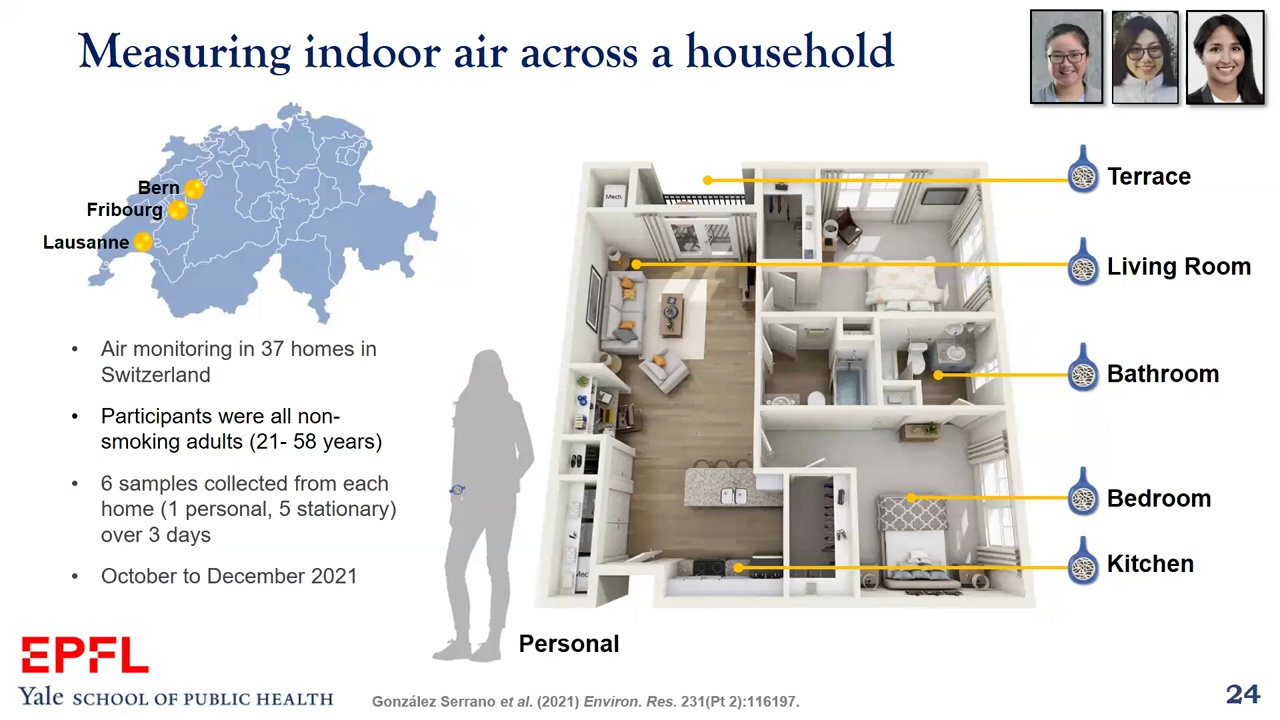 Measuring indoor air across a household
Bern
Fribourg
Lausanne
• Air monitoring in 37 homes in
Switzerland
• Participants were all non-
smoking adults (21- 58 years)
• 6 samples collected from each
home (1 personal, 5 stationary)
over 3 days
• October to December 2021
Mech.
Mec
Terrace
Living Room
Bathroom
Bedroom
Kitchen
Personal
EPFL
Yale SCHOOL OF PUBLIC HEALTH
González Serrano et al. (2021) Environ. Res. 231(Pt 2):116197.
24